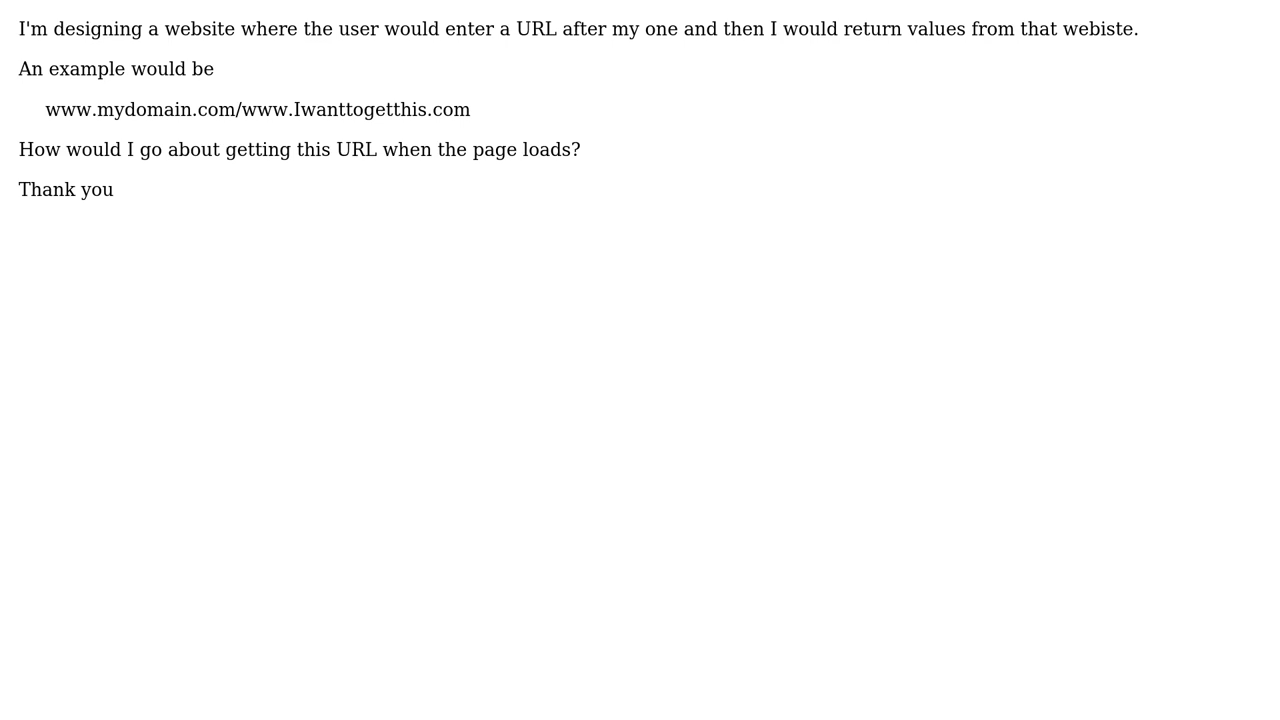 I'm designing a website where the user would enter a URL after my one and then I would return values from that webiste.
An example would be
www.mydomain.com/www.Iwanttogetthis.com
How would I go about getting this URL when the page loads?
Thank you